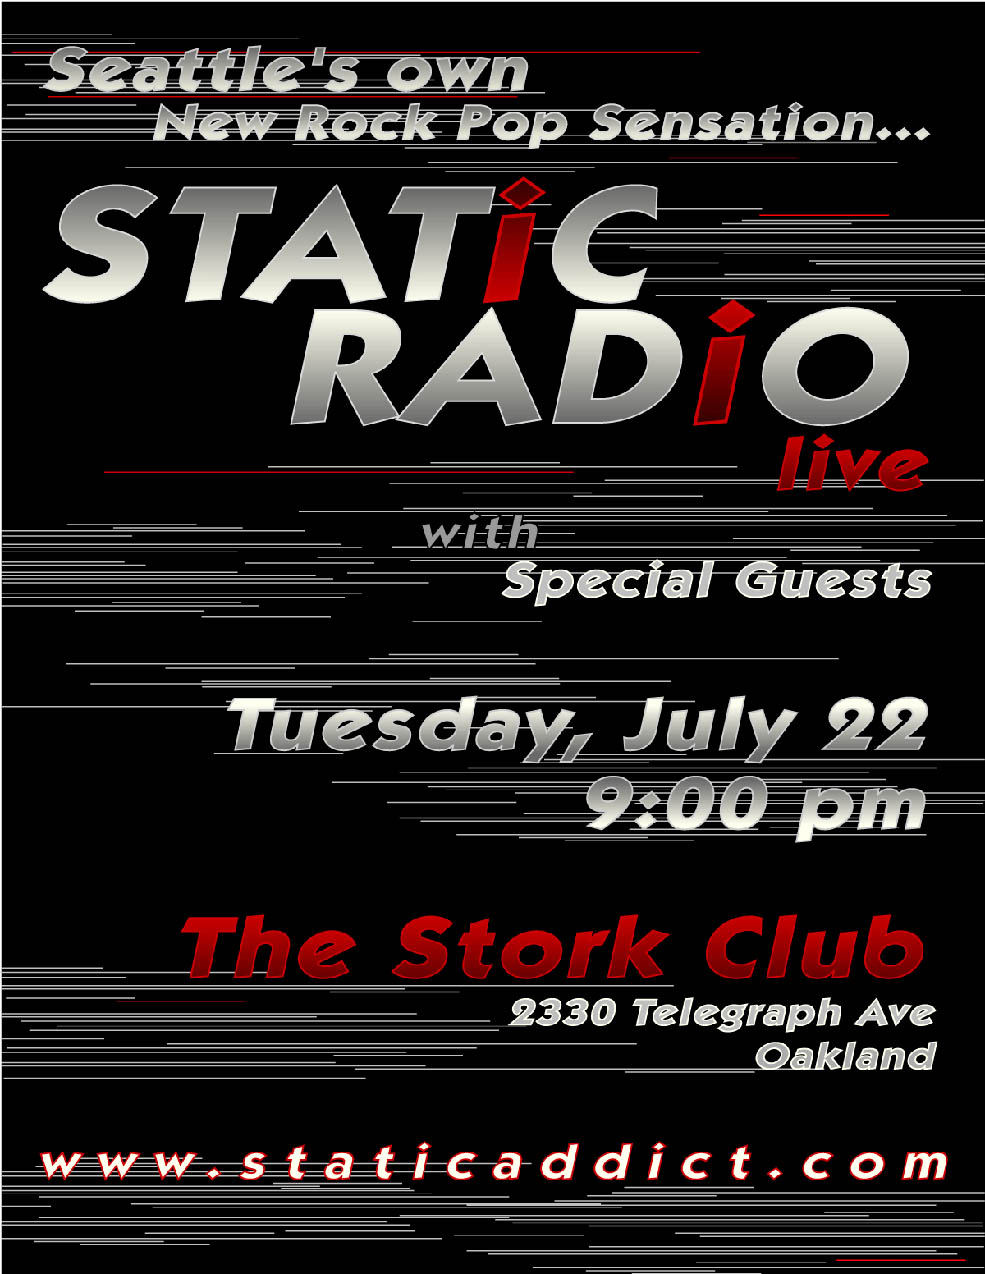 Seattle's own
New Rock Pop Sensation...
STATiC
RADiO
live
with
Special Guests
Tuesday, July 22
9:00 pm
The Stork Club
2330 Telegraph Ave
Oakland
www.staticaddict.com